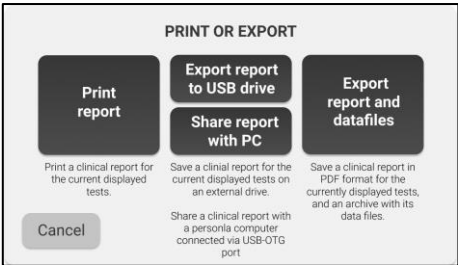 PRINT OR EXPORT
Print
report
Print a clinical report for
the current displayed
tests.
Export report
to USB drive
Share report
with PC
Save a clinial report for the
current displayed tests on
an external drive.
Share a clinical report with
a personla computer
connected via USB-OTG
port
Export
report and
datafiles
Save a clinical report in
PDF format for the
currently displayed tests,
and an archive with its
data files.
Cancel